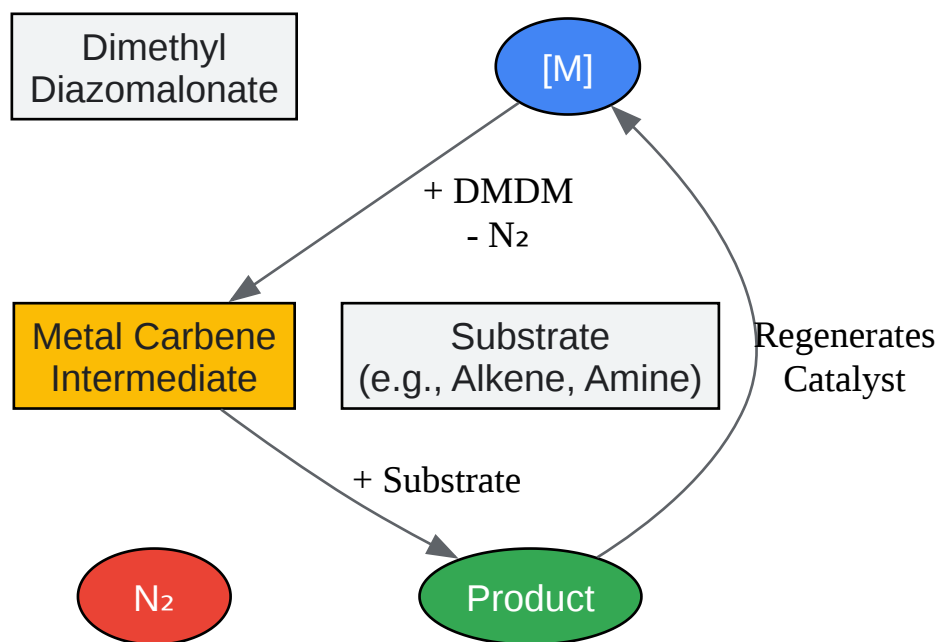 Dimethyl
Diazomalonate
[M]
+ DMDM
- N₂
Metal Carbene
Intermediate
Substrate
(e.g., Alkene, Amine)
Regenerates
Catalyst
+ Substrate
N₂
Product